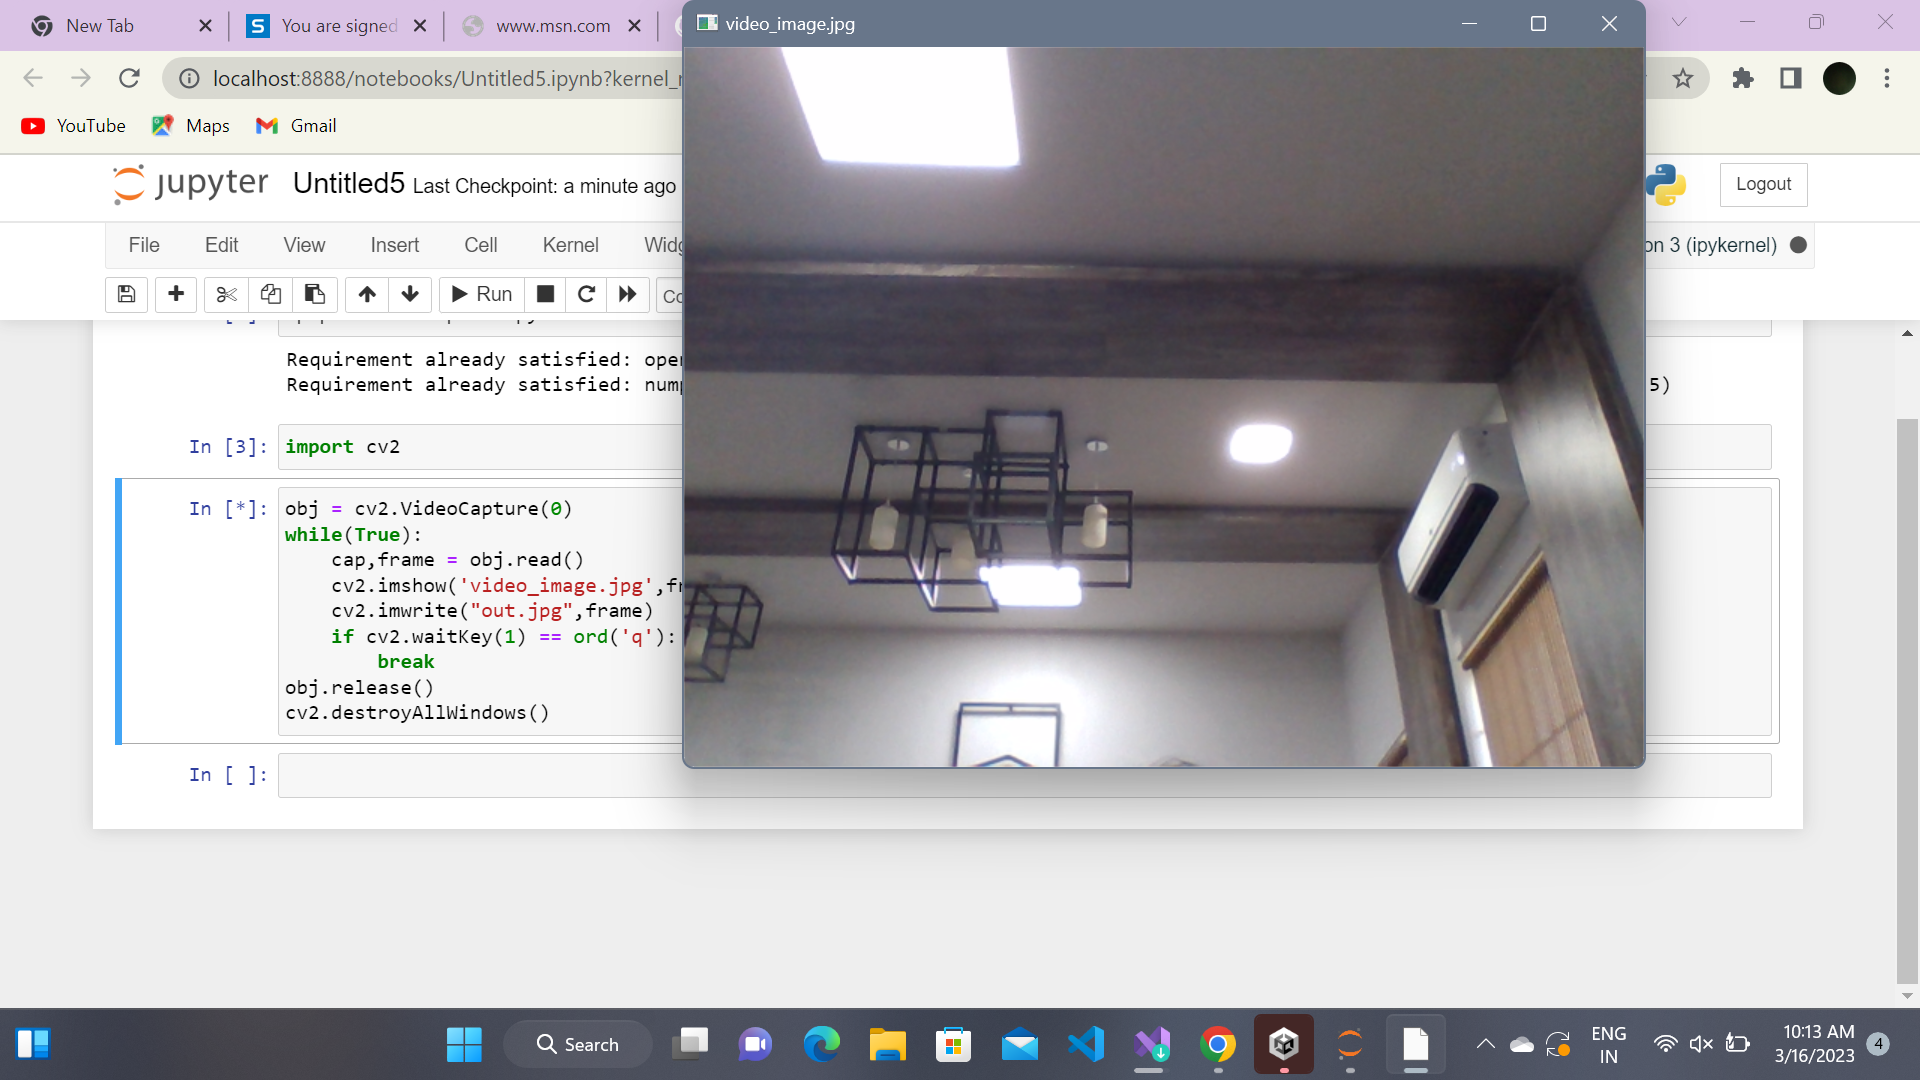 New Tab
You are signed
www.msn.com
video_image.jpg
localhost:8888/notebooks/Untitled5.ipynb?kernel_
YouTube
Maps
Gmail
jupyter
Untitled5 Last Checkpoint: a minute ago
Logout
File
Edit
View
Insert
Cell
Kernel
Widg
on 3 (ipykernel)
Run
Co
Requirement already satisfied: open
Requirement already satisfied: nump
5)
In [3]:
import cv2
In [*]:
obj = cv2.VideoCapture(0)
while(True):
    cap,frame = obj.read()
    cv2.imshow('video_image.jpg',fr
    cv2.imwrite("out.jpg",frame)
    if cv2.waitKey(1) == ord('q'):
        break
obj.release()
cv2.destroyAllWindows()
In [ ]:
Search
ENG
IN
10:13 AM
3/16/2023
4